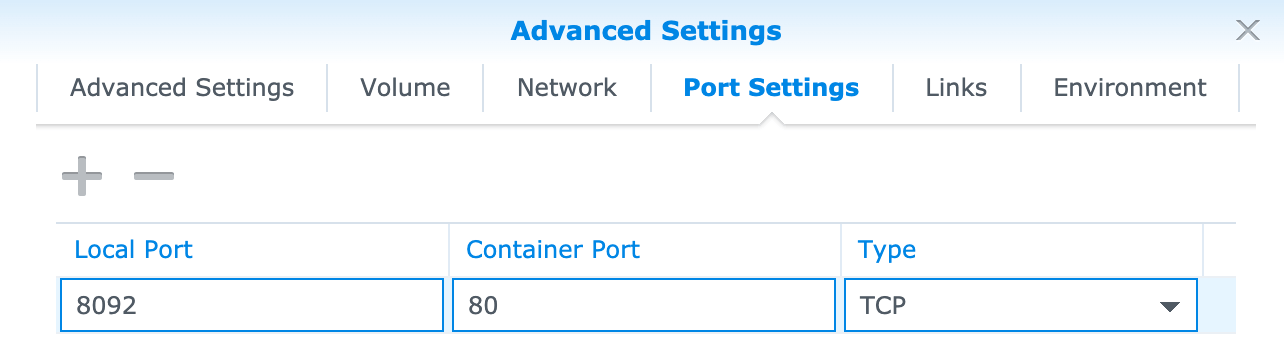 Advanced Settings
Advanced Settings Volume Network Port Settings Links Environment
Local Port Container Port Type
8092 80 TCP